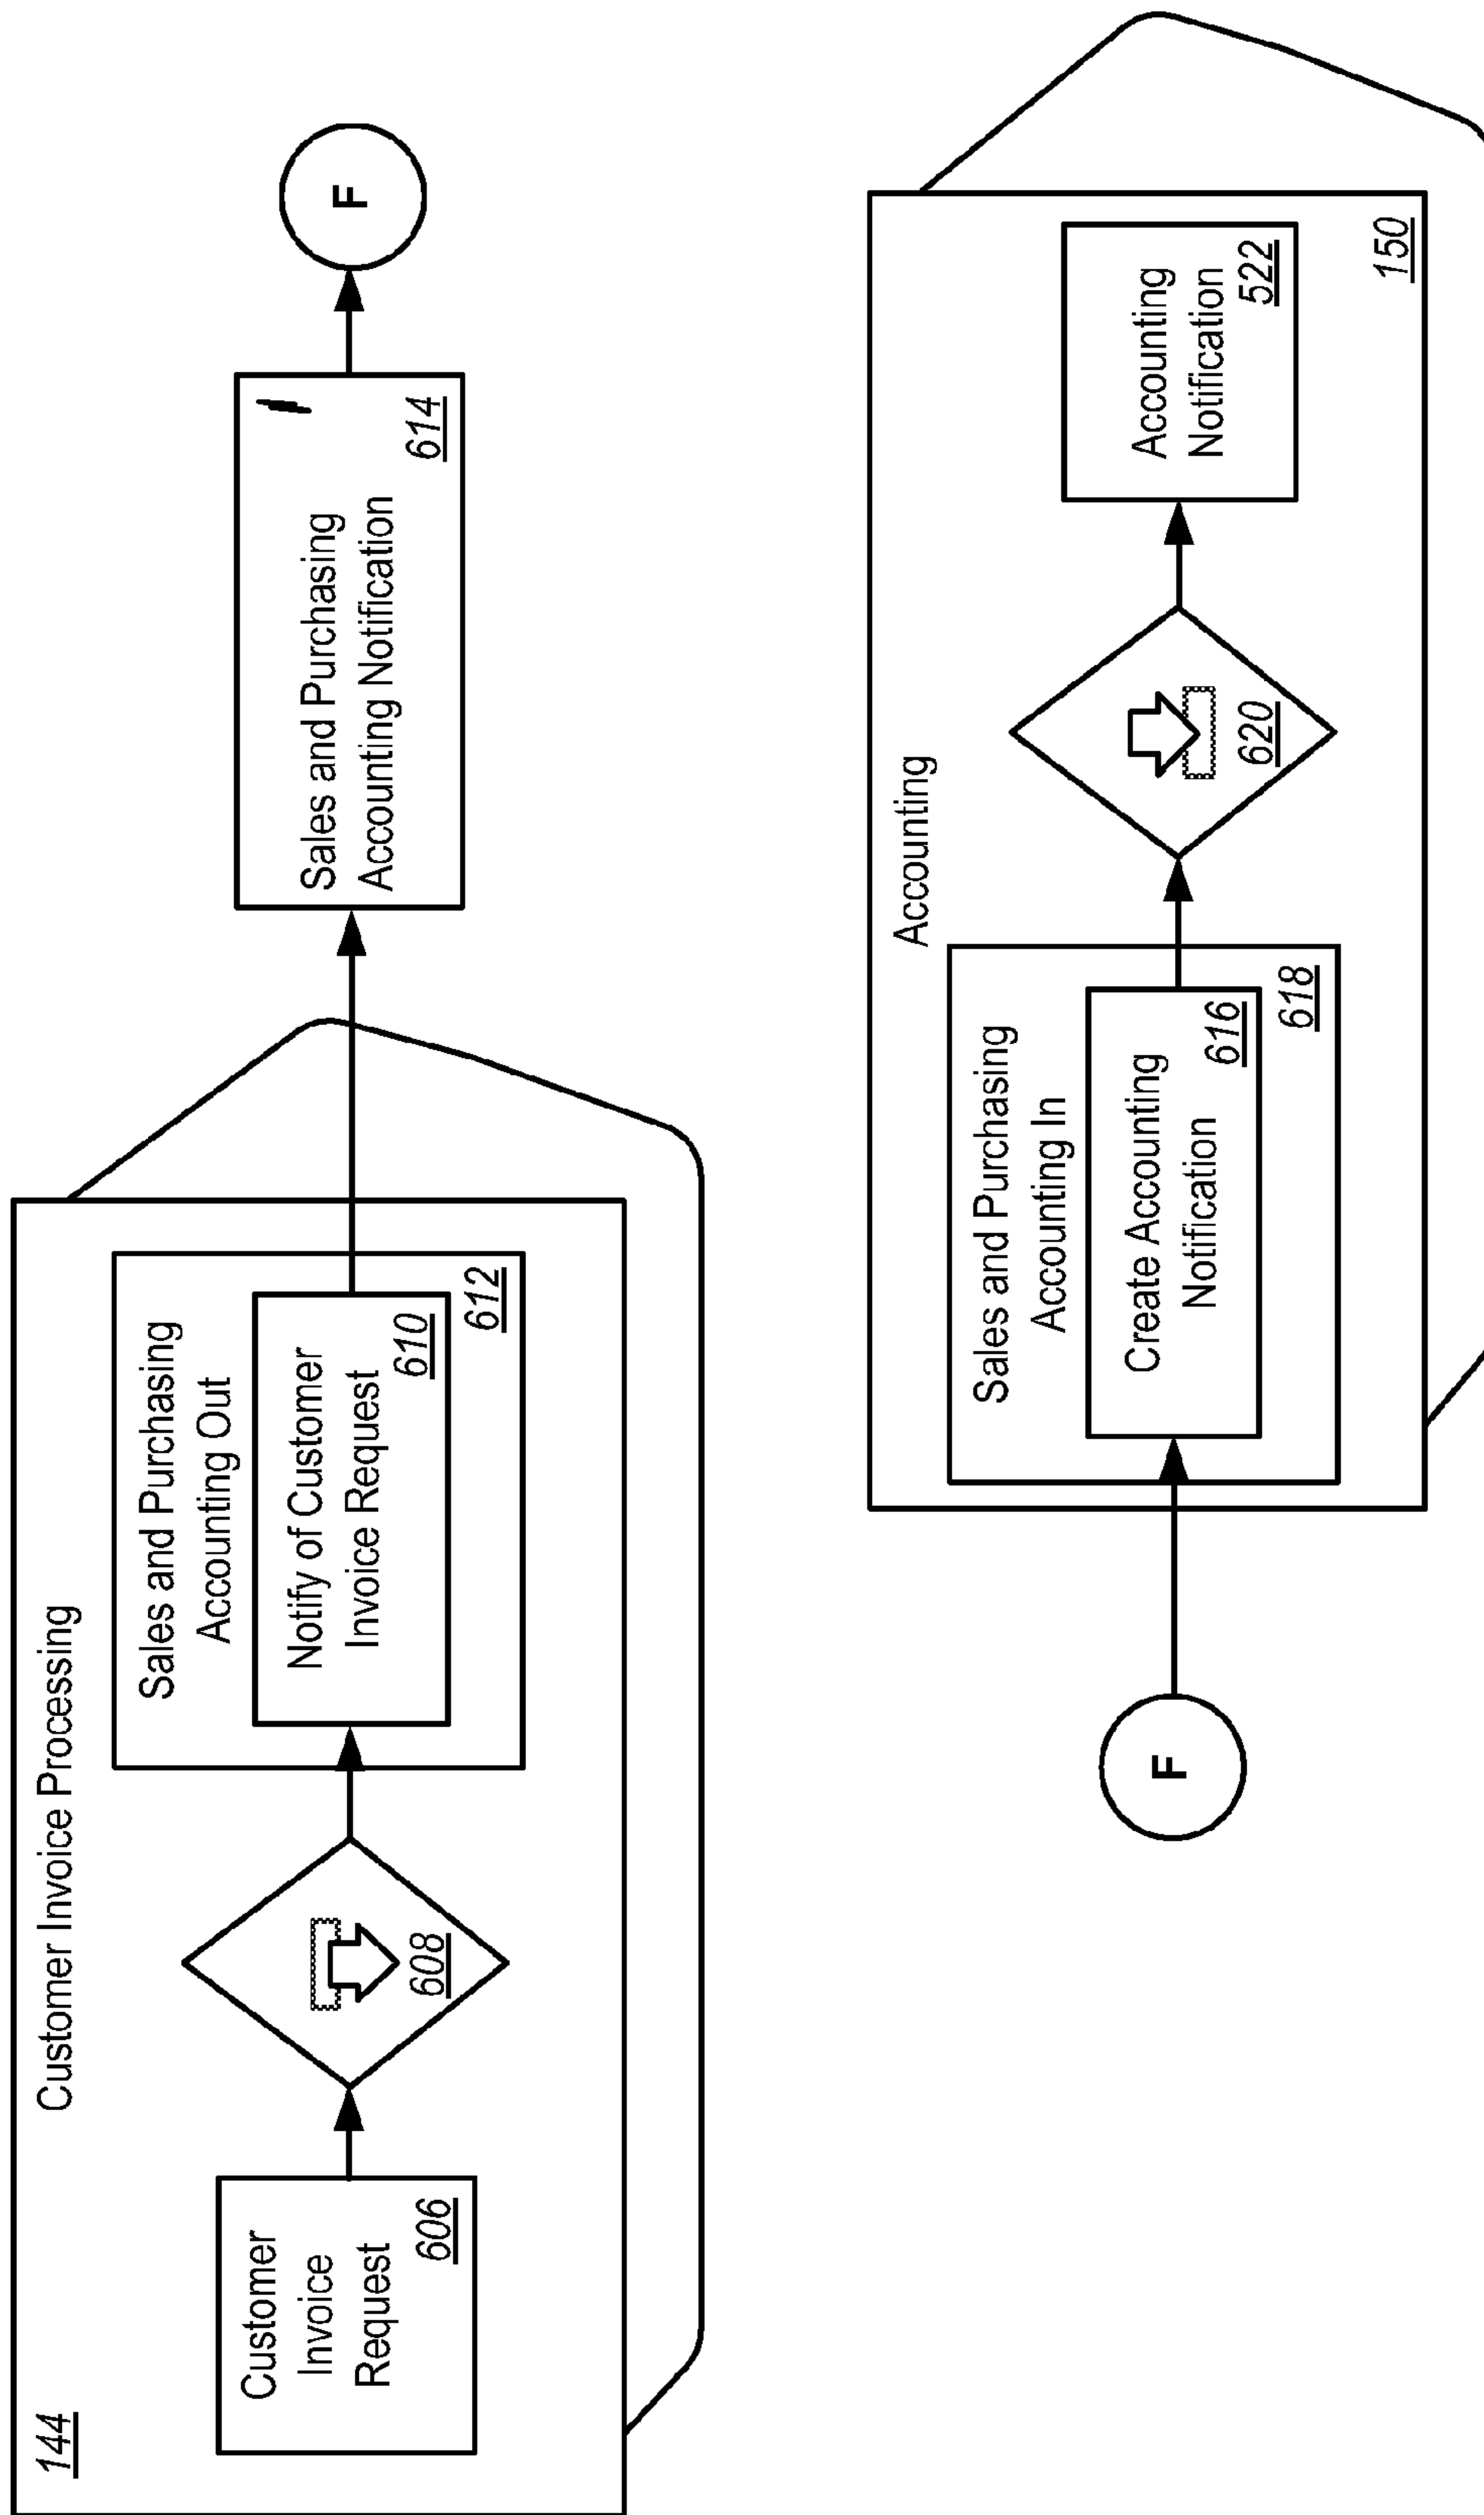 144
Customer Invoice Processing
Customer
Invoice
Request
606
608
Sales and Purchasing
Accounting Out
Notify of Customer
Invoice Request
610
612
Sales and Purchasing
Accounting Notification
614
F
F
Accounting
Sales and Purchasing
Accounting In
Create Accounting
Notification
616
618
620
Accounting
Notification
522
150